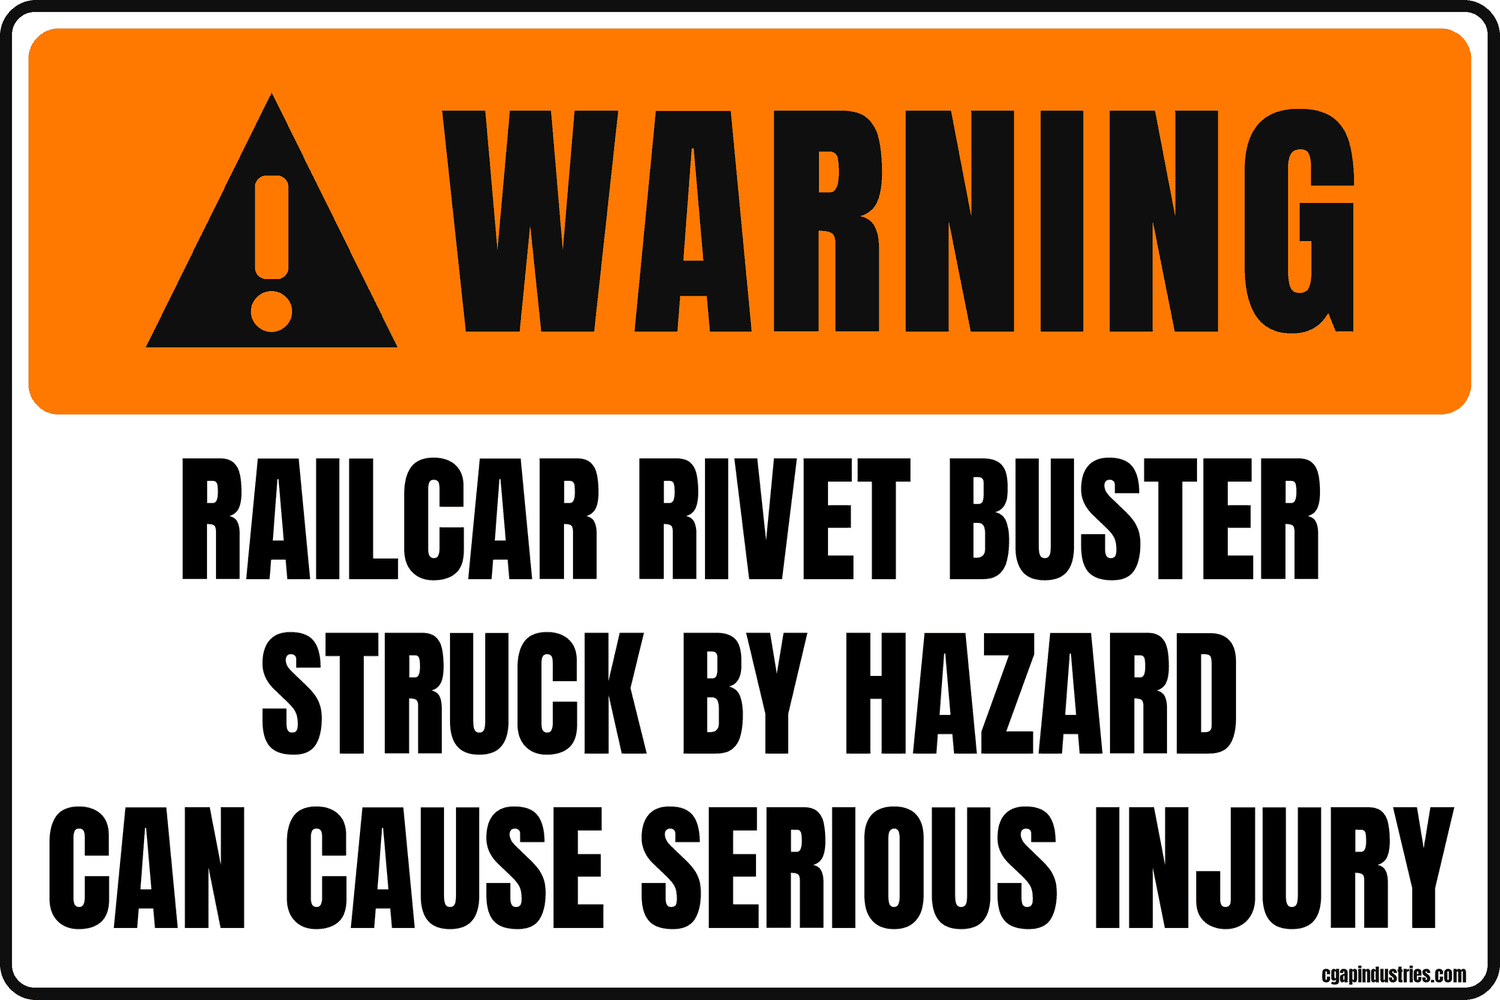 WARNING
RAILCAR RIVET BUSTER
STRUCK BY HAZARD
CAN CAUSE SERIOUS INJURY
cgapindustries.com